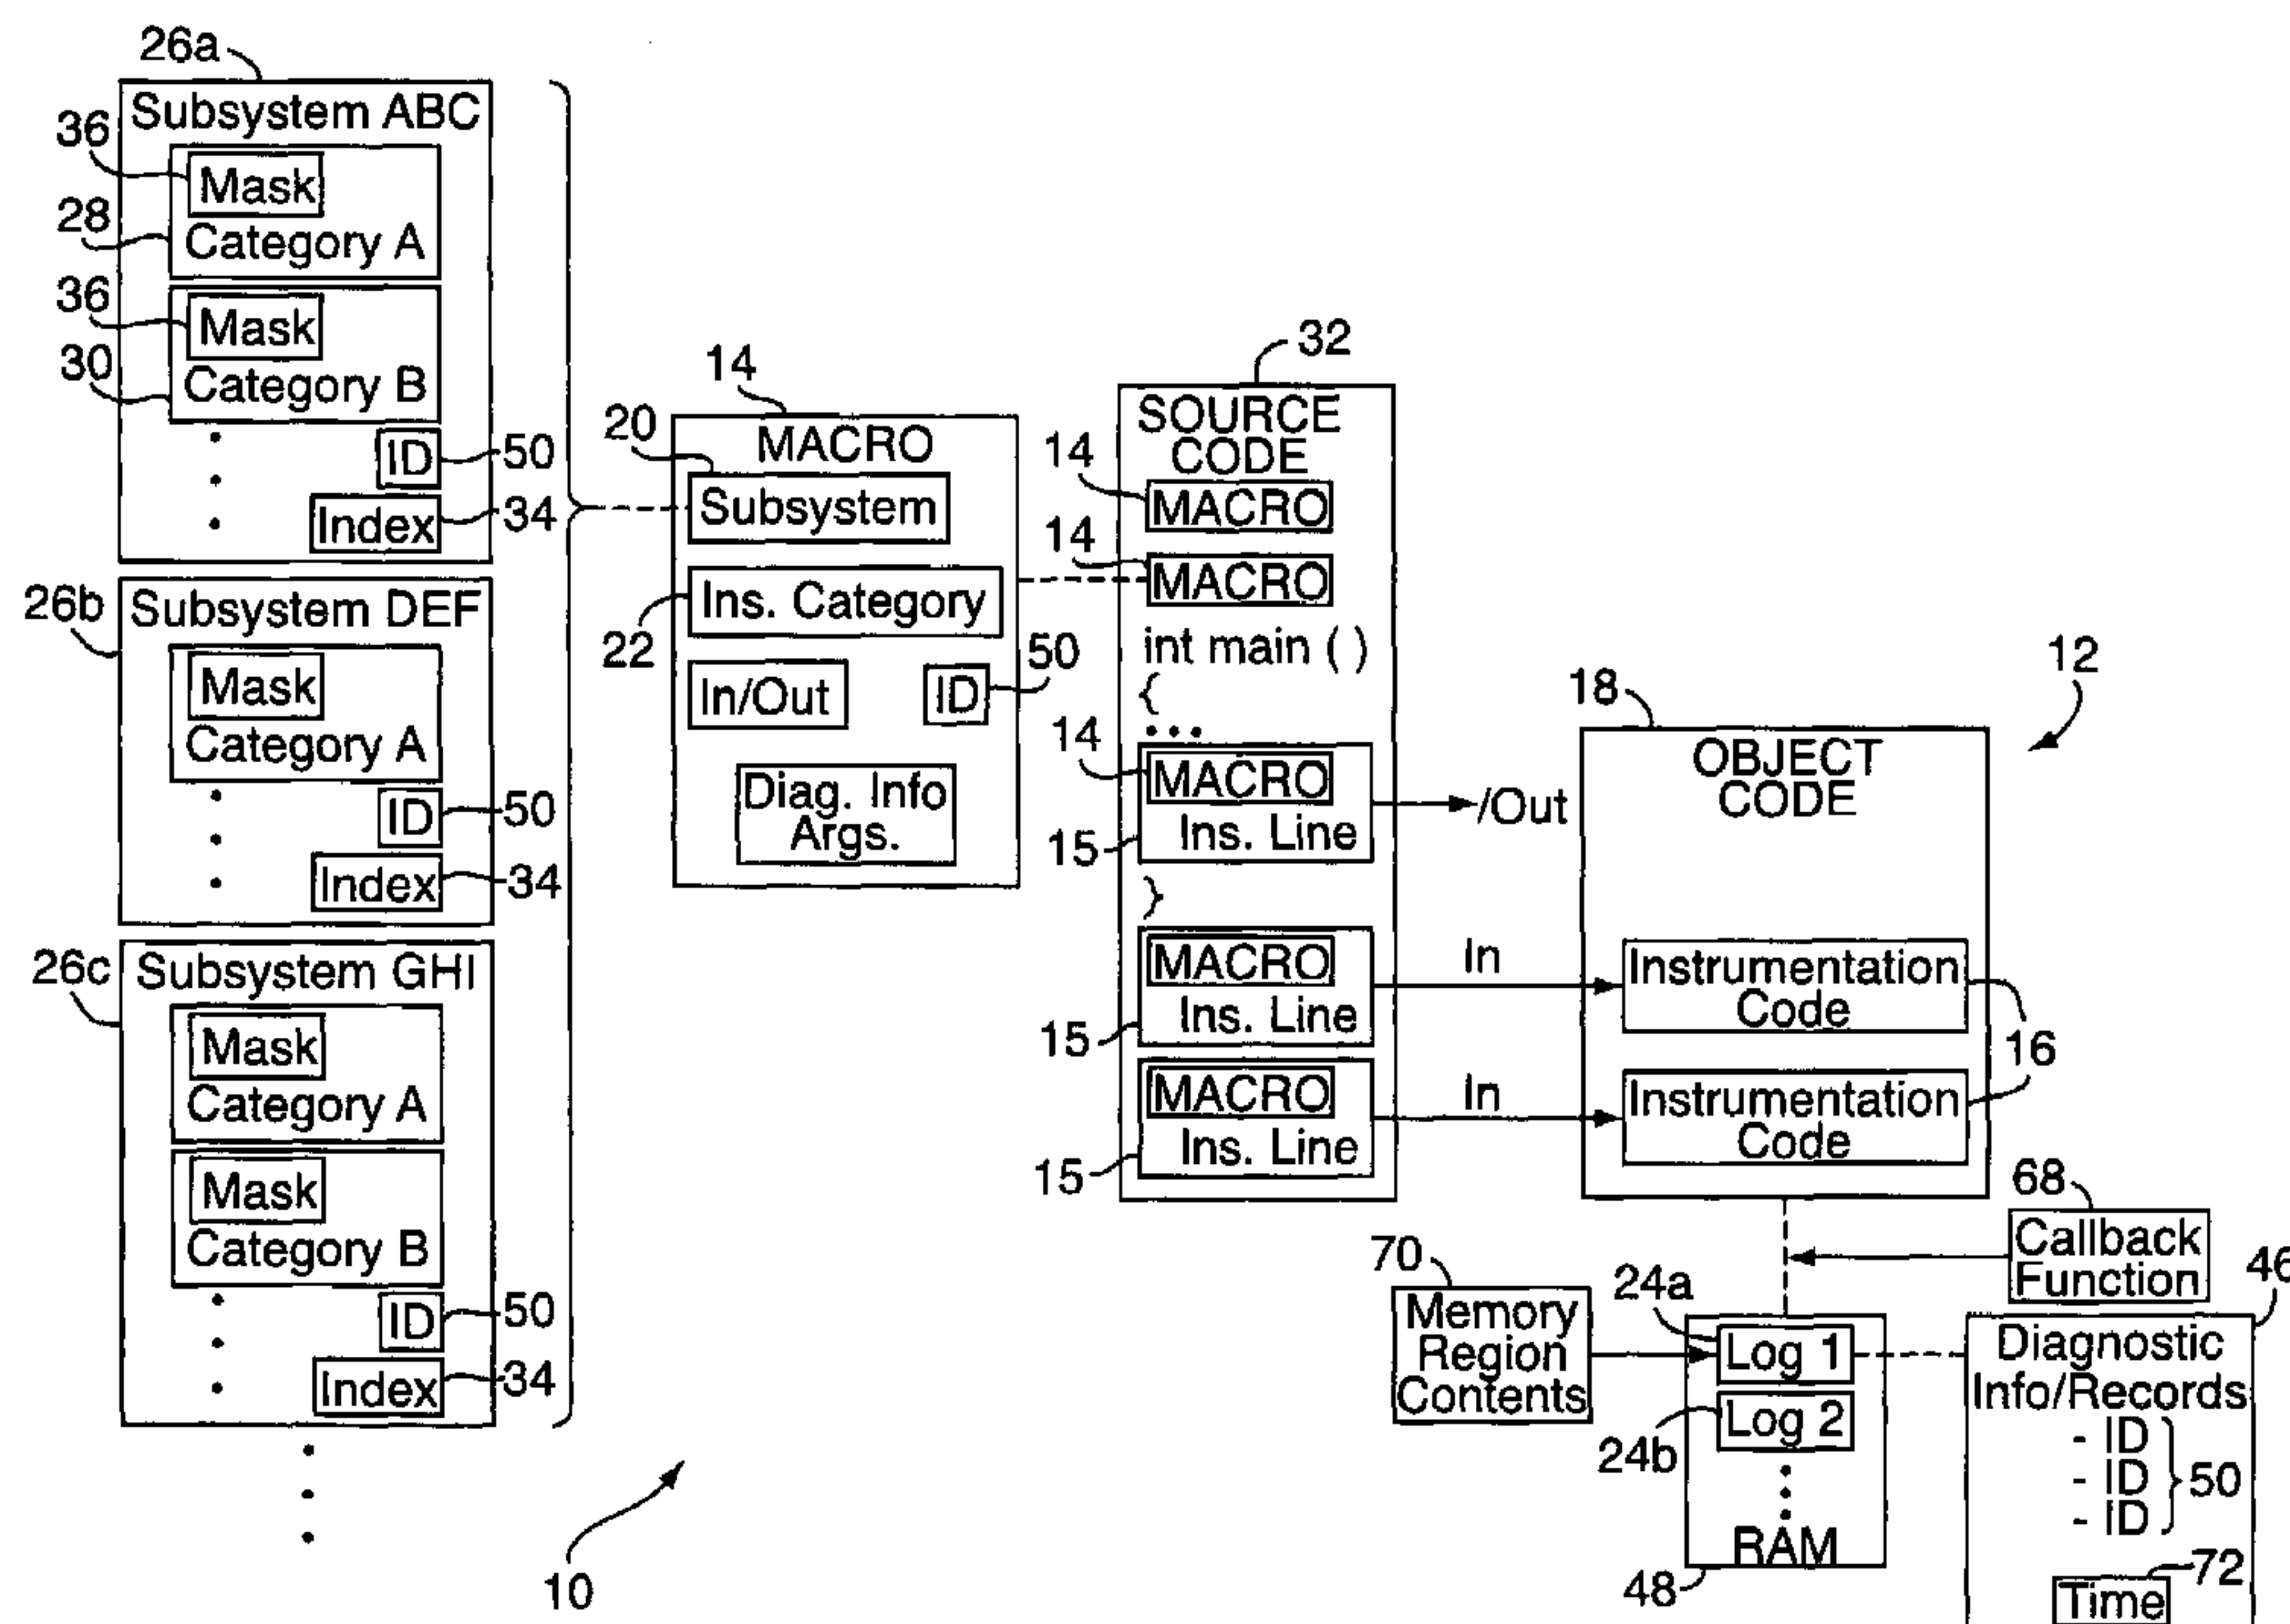 26a
Subsystem ABC
36
Mask
28
Category A
36
Mask
30
Category B
ID
50
Index
34
26b
Subsystem DEF
Mask
Category A
ID
50
Index
34
26c
Subsystem GHI
Mask
Category A
Mask
Category B
ID
50
Index
34
10
14
MACRO
20
Subsystem
Ins. Category
22
In/Out
ID
50
Diag. Info
Args.
32
SOURCE
CODE
14
MACRO
14
MACRO
int main ( )
{
...
14
MACRO
Ins. Line
15
/Out
}
MACRO
Ins. Line
15
In
MACRO
Ins. Line
15
In
12
18
OBJECT
CODE
Instrumentation
Code
16
Instrumentation
Code
68
Callback
Function
70
Memory
Region
Contents
24a
Log 1
Log 2
24b
RAM
48
46
Diagnostic
Info/Records
- ID
- ID
- ID
} 50
72
Time